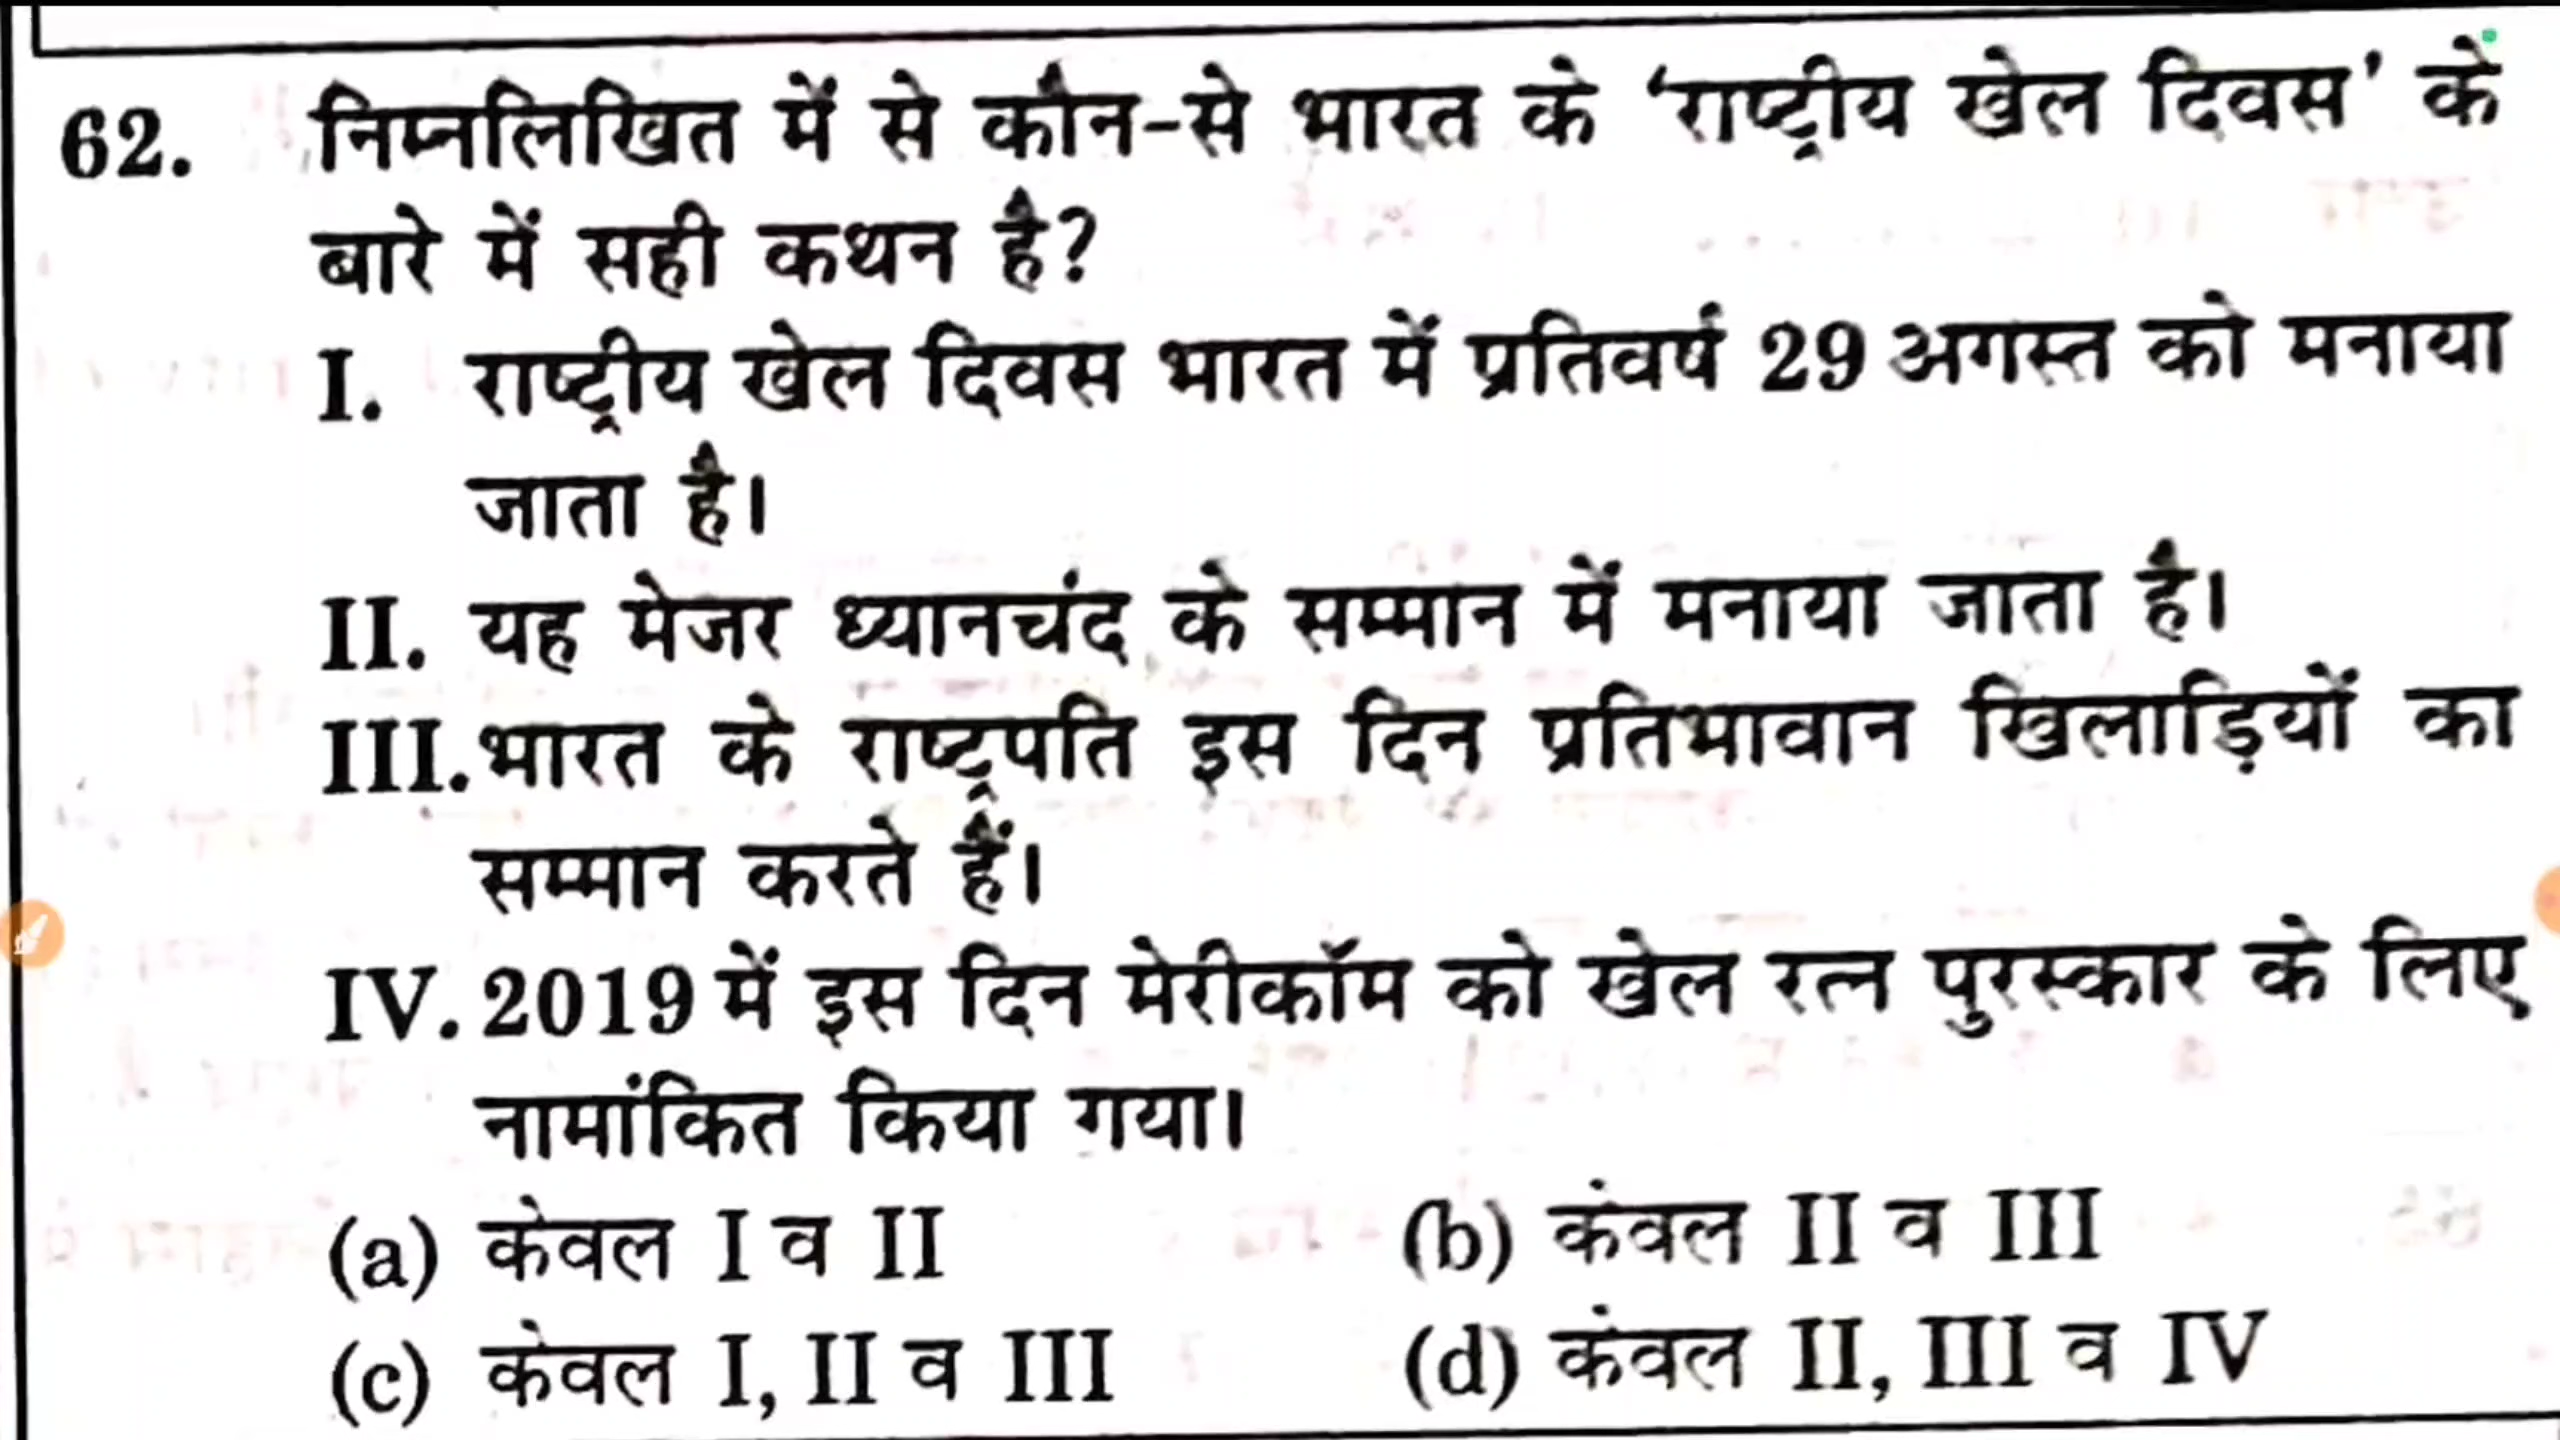 62. निम्नलिखित में से कौन-से भारत के ‘राष्ट्रीय खेल दिवस’ के
बारे में सही कथन है?
I. राष्ट्रीय खेल दिवस भारत में प्रतिवर्ष 29 अगस्त को मनाया
जाता है।
II. यह मेजर ध्यानचंद के सम्मान में मनाया जाता है।
III. भारत के राष्ट्रपति इस दिन प्रतिभावान खिलाड़ियों का
सम्मान करते हैं।
IV. 2019 में इस दिन मेरीकॉम को खेल रत्न पुरस्कार के लिए
नामांकित किया गया।
(a) केवल I व II (b) केवल II व III
(c) केवल I, II व III (d) केवल II, III व IV